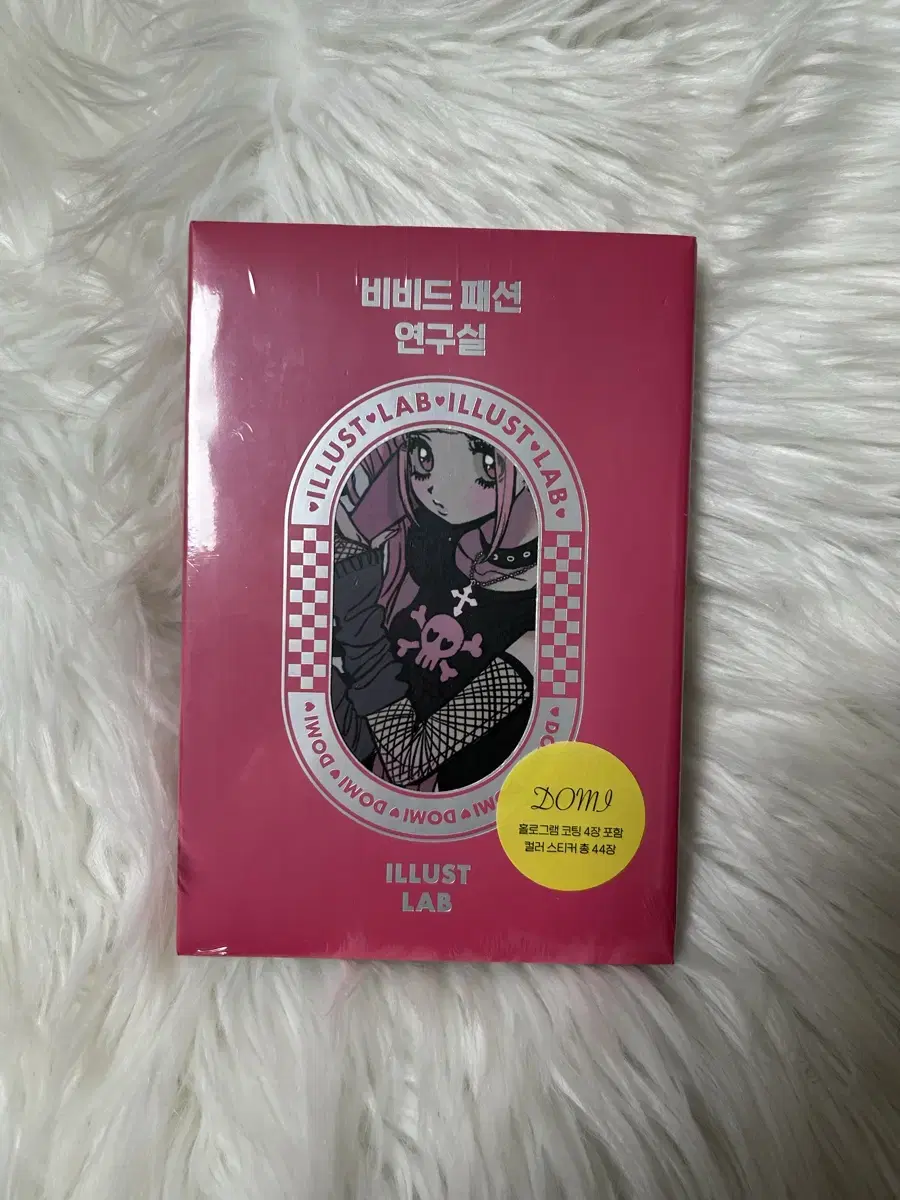 비비드 패션
연구실
♥ILLUST♥LAB♥ILLUST♥LAB♥
♥DOMI♥DOMI♥DOMI♥
DOMI
홀로그램 코팅 4장 포함
컬러 스티커 총 44장
ILLUST
LAB